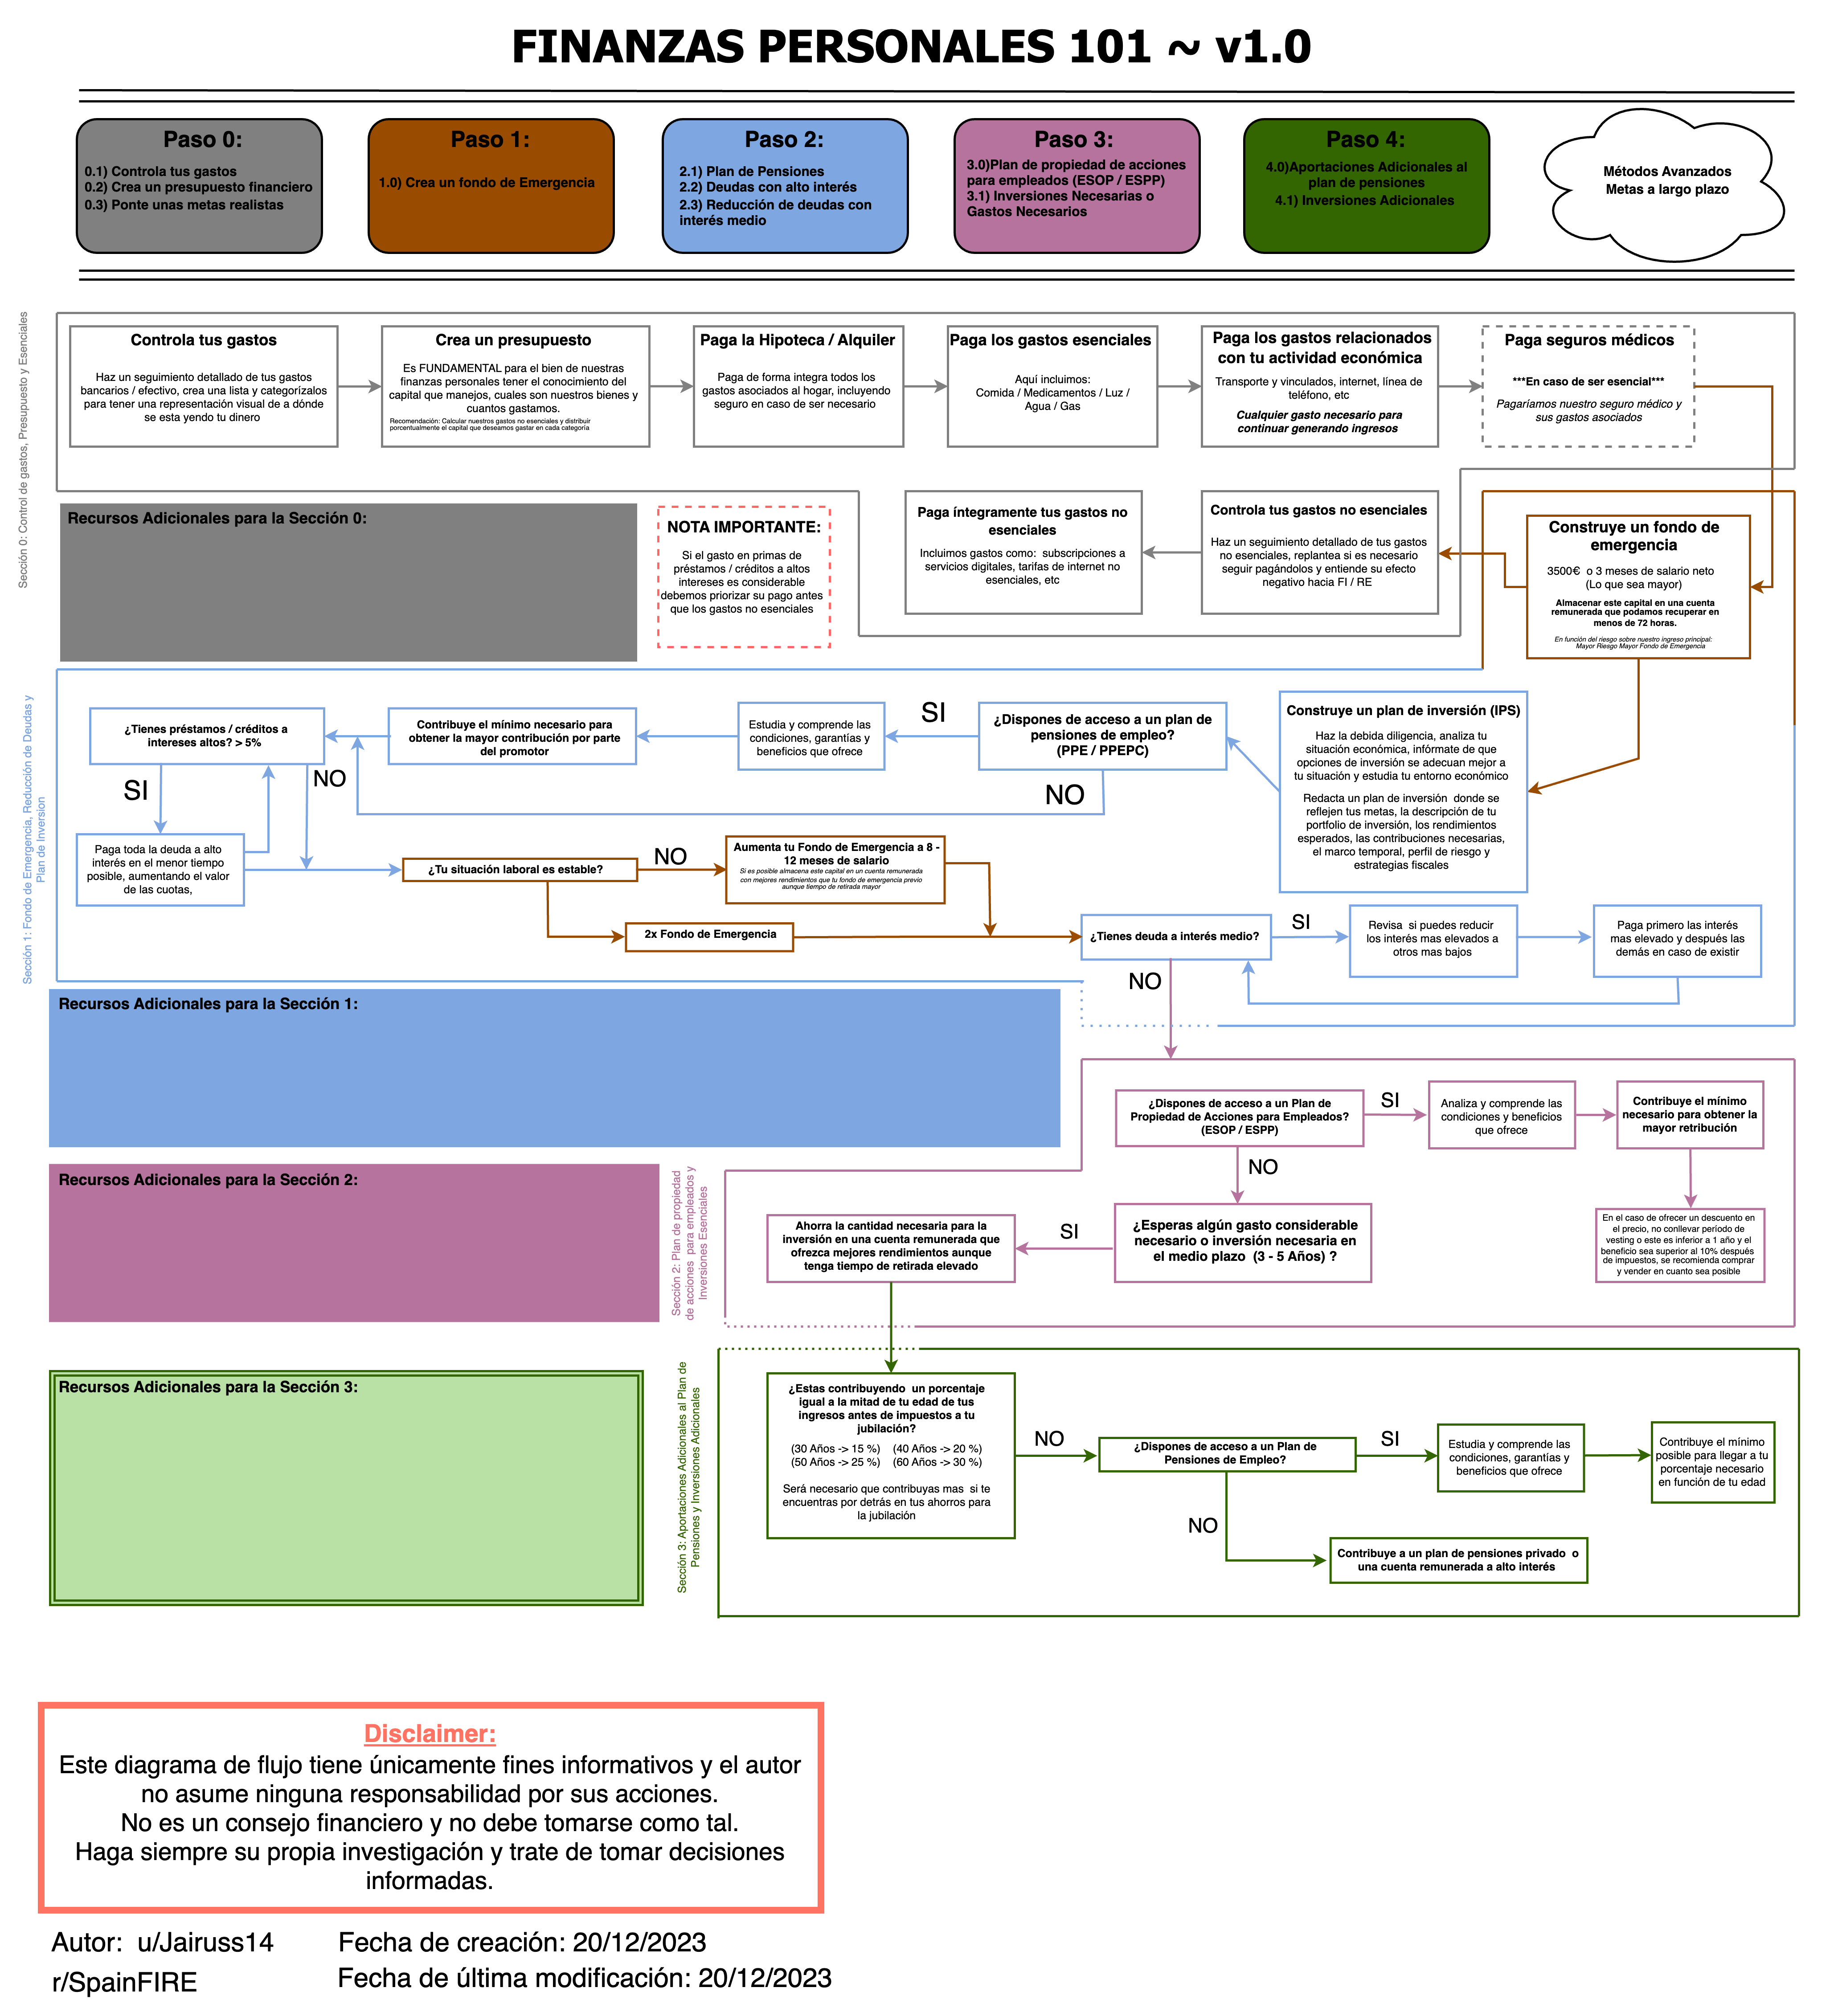 FINANZAS PERSONALES 101 ~ v1.0
Paso 0:
0.1) Controla tus gastos
0.2) Crea un presupuesto financiero
0.3) Ponte unas metas realistas
Paso 1:
1.0) Crea un fondo de Emergencia
Paso 2:
2.1) Plan de Pensiones
2.2) Deudas con alto interés
2.3) Reducción de deudas con
interés medio
Paso 3:
3.0)Plan de propiedad de acciones
para empleados (ESOP / ESPP)
3.1) Inversiones Necesarias o
Gastos Necesarios
Paso 4:
4.0)Aportaciones Adicionales al
plan de pensiones
4.1) Inversiones Adicionales
Métodos Avanzados
Metas a largo plazo
Sección 0: Control de gastos, Presupuesto y Esenciales
Controla tus gastos
Haz un seguimiento detallado de tus gastos
bancarios / efectivo, crea una lista y categorízalos
para tener una representación visual de a dónde
se esta yendo tu dinero
Crea un presupuesto
Es FUNDAMENTAL para el bien de nuestras
finanzas personales tener el conocimiento del
capital que manejos, cuales son nuestros bienes y
cuantos gastamos.
Recomendación: Calcular nuestros gastos no esenciales y distribuir
porcentualmente el capital que deseamos gastar en cada categoría
Paga la Hipoteca / Alquiler
Paga de forma integra todos los
gastos asociados al hogar, incluyendo
seguro en caso de ser necesario
Paga los gastos esenciales
Aquí incluimos:
Comida / Medicamentos / Luz /
Agua / Gas
Paga los gastos relacionados
con tu actividad económica
Transporte y vinculados, internet, línea de
teléfono, etc
Cualquier gasto necesario para
continuar generando ingresos
Paga seguros médicos
***En caso de ser esencial***
Pagaríamos nuestro seguro médico y
sus gastos asociados
Recursos Adicionales para la Sección 0:
NOTA IMPORTANTE:
Si el gasto en primas de
préstamos / créditos a altos
intereses es considerable
debemos priorizar su pago antes
que los gastos no esenciales
Paga íntegramente tus gastos no
esenciales
Incluimos gastos como: subscripciones a
servicios digitales, tarifas de internet no
esenciales, etc
Controla tus gastos no esenciales
Haz un seguimiento detallado de tus gastos
no esenciales, replantea si es necesario
seguir pagándolos y entiende su efecto
negativo hacia FI / RE
Construye un fondo de
emergencia
3500€ o 3 meses de salario neto
(Lo que sea mayor)
Almacenar este capital en una cuenta
remunerada que podamos recuperar en
menos de 72 horas.
En función del riesgo sobre nuestro ingreso principal:
Mayor Riesgo Mayor Fondo de Emergencia
Sección 1: Fondo de Emergencia, Reducción de Deudas y
Plan de Inversion
¿Tienes préstamos / créditos a
intereses altos? > 5%
Contribuye el mínimo necesario para
obtener la mayor contribución por parte
del promotor
Estudia y comprende las
condiciones, garantías y
beneficios que ofrece
SI
¿Dispones de acceso a un plan de
pensiones de empleo?
(PPE / PPEPC)
Construye un plan de inversión (IPS)
Haz la debida diligencia, analiza tu
situación económica, infórmate de que
opciones de inversión se adecuan mejor a
tu situación y estudia tu entorno económico
Redacta un plan de inversión donde se
reflejen tus metas, la descripción de tu
portfolio de inversión, los rendimientos
esperados, las contribuciones necesarias,
el marco temporal, perfil de riesgo y
estrategias fiscales
SI
NO
NO
Paga toda la deuda a alto
interés en el menor tiempo
posible, aumentando el valor
de las cuotas,
¿Tu situación laboral es estable?
NO
Aumenta tu Fondo de Emergencia a 8 -
12 meses de salario
Si es posible almacena este capital en un cuenta remunerada
con mejores rendimientos que tu fondo de emergencia previo
aunque tiempo de retirada mayor
2x Fondo de Emergencia
¿Tienes deuda a interés medio?
SI
Revisa si puedes reducir
los interés mas elevados a
otros mas bajos
Paga primero las interés
mas elevado y después las
demás en caso de existir
NO
Recursos Adicionales para la Sección 1:
¿Dispones de acceso a un Plan de
Propiedad de Acciones para Empleados?
(ESOP / ESPP)
SI
Analiza y comprende las
condiciones y beneficios
que ofrece
Contribuye el mínimo
necesario para obtener la
mayor retribución
NO
Recursos Adicionales para la Sección 2:
Sección 2: Plan de propiedad
de acciones para empleados y
Inversiones Esenciales
Ahorra la cantidad necesaria para la
inversión en una cuenta remunerada que
ofrezca mejores rendimientos aunque
tenga tiempo de retirada elevado
SI
¿Esperas algún gasto considerable
necesario o inversión necesaria en
el medio plazo (3 - 5 Años) ?
En el caso de ofrecer un descuento en
el precio, no conllevar período de
vesting o este es inferior a 1 año y el
beneficio sea superior al 10% después
de impuestos, se recomienda comprar
y vender en cuanto sea posible
Recursos Adicionales para la Sección 3:
Sección 3: Aportaciones Adicionales al Plan de
Pensiones y Inversiones Adicionales
¿Estas contribuyendo un porcentaje
igual a la mitad de tu edad de tus
ingresos antes de impuestos a tu
jubilación?
(30 Años -> 15 %) (40 Años -> 20 %)
(50 Años -> 25 %) (60 Años -> 30 %)
Será necesario que contribuyas mas si te
encuentras por detrás en tus ahorros para
la jubilación
NO
¿Dispones de acceso a un Plan de
Pensiones de Empleo?
SI
Estudia y comprende las
condiciones, garantías y
beneficios que ofrece
Contribuye el mínimo
posible para llegar a tu
porcentaje necesario
en función de tu edad
NO
Contribuye a un plan de pensiones privado o
una cuenta remunerada a alto interés
Disclaimer:
Este diagrama de flujo tiene únicamente fines informativos y el autor
no asume ninguna responsabilidad por sus acciones.
No es un consejo financiero y no debe tomarse como tal.
Haga siempre su propia investigación y trate de tomar decisiones
informadas.
Autor: u/Jairuss14
Fecha de creación: 20/12/2023
r/SpainFIRE
Fecha de última modificación: 20/12/2023